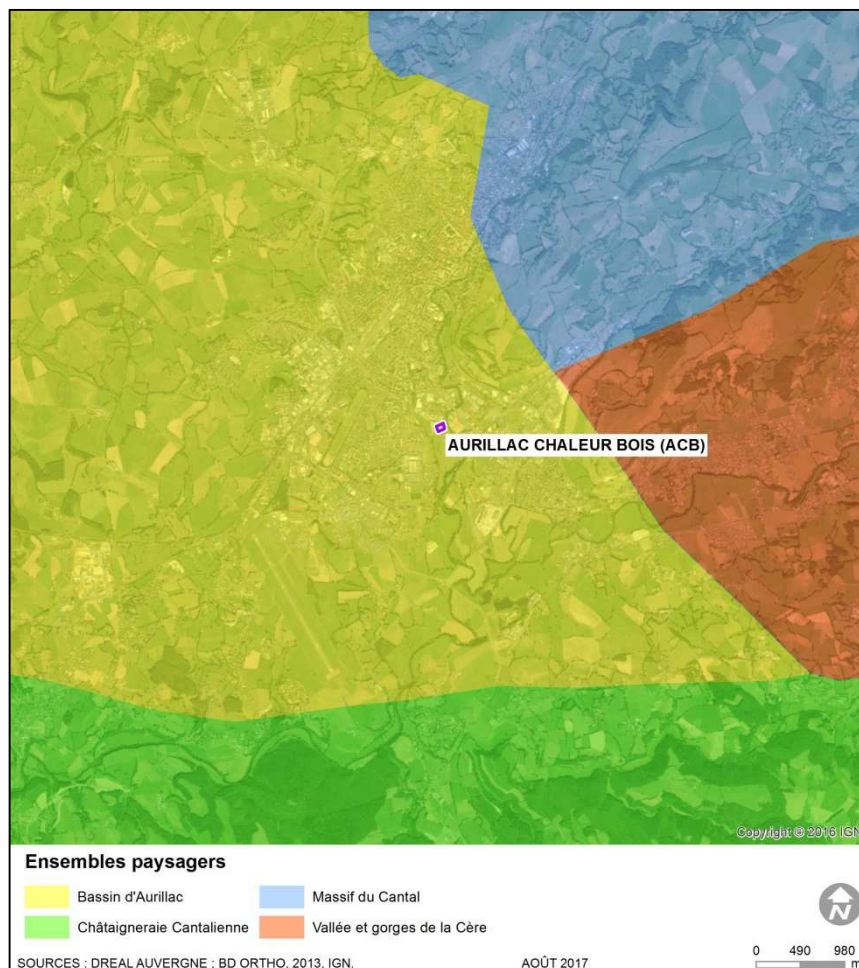 AURILLAC CHALEUR BOIS (ACB)
Copyright © 2016 IGN
Ensembles paysagers
Bassin d'Aurillac
Massif du Cantal
Châtaigneraie Cantalienne
Vallée et gorges de la Cère
N
SOURCES : DREAL AUVERGNE ; BD ORTHO, 2013, IGN.
AOÛT 2017
0 490 980
m